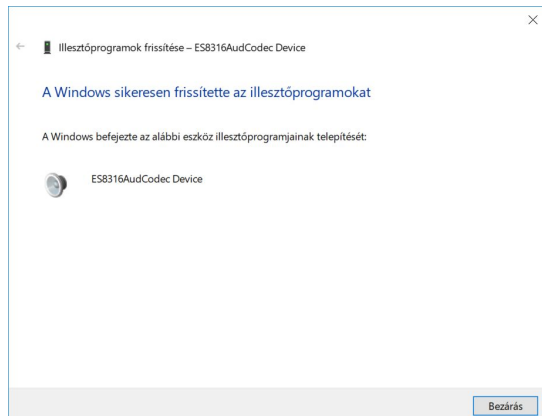 Illesztőprogramok frissítése – ES8316AudCodec Device
A Windows sikeresen frissítette az illesztőprogramokat
A Windows befejezte az alábbi eszköz illesztőprogramjainak telepítését:
ES8316AudCodec Device
Bezárás